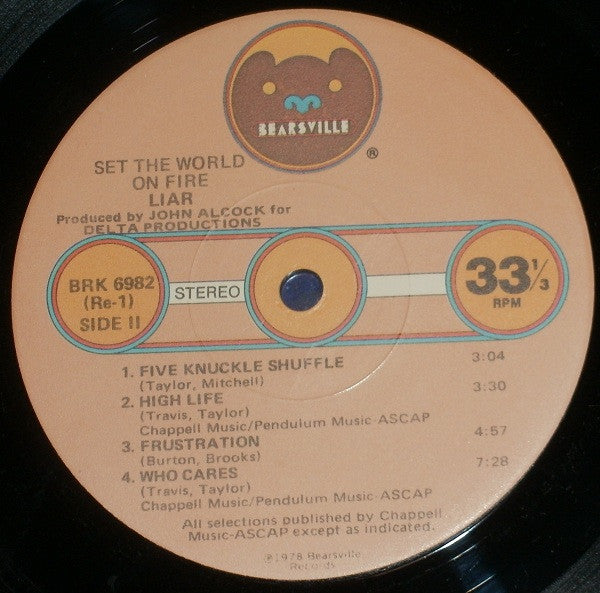 BEARSVILLE
®
SET THE WORLD
ON FIRE
LIAR
Produced by JOHN ALCOCK for
DELTA PRODUCTIONS
BRK 6982
(Re-1)
SIDE II
STEREO
33 1/3
RPM
1. FIVE KNUCKLE SHUFFLE 3:04
(Taylor, Mitchell)
2. HIGH LIFE 3:30
(Travis, Taylor)
Chappell Music/Pendulum Music-ASCAP
3. FRUSTRATION 4:57
(Burton, Brooks)
4. WHO CARES 7:28
(Travis, Taylor)
Chappell Music/Pendulum Music-ASCAP
All selections published by Chappell
Music-ASCAP except as indicated.
℗1978 Bearsville
Records